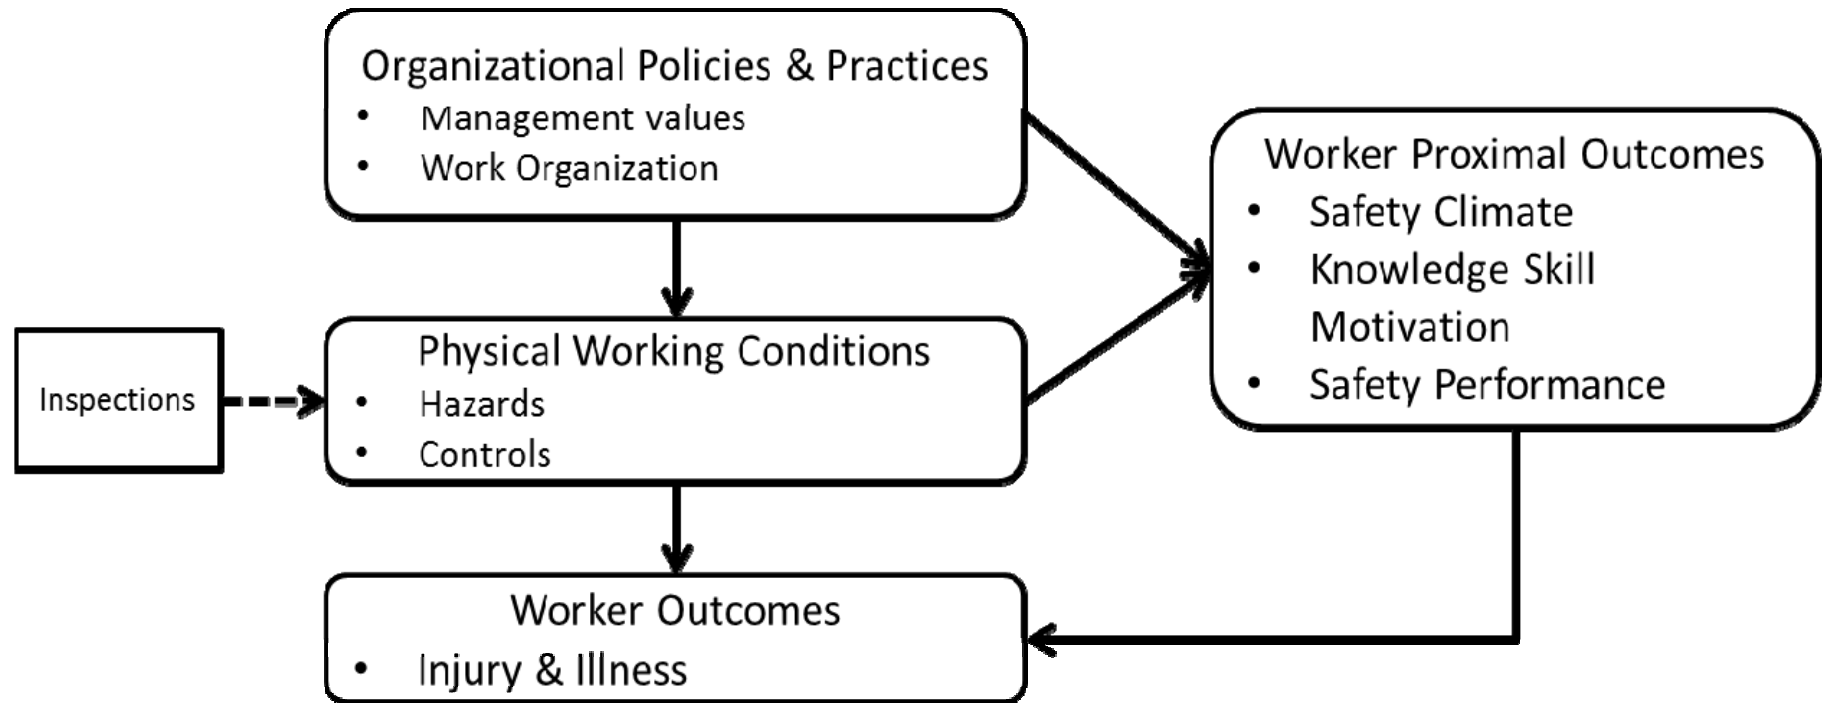 Organizational Policies & Practices
• Management values
• Work Organization
Worker Proximal Outcomes
• Safety Climate
• Knowledge Skill
Motivation
• Safety Performance
Inspections
Physical Working Conditions
• Hazards
• Controls
Worker Outcomes
• Injury & Illness